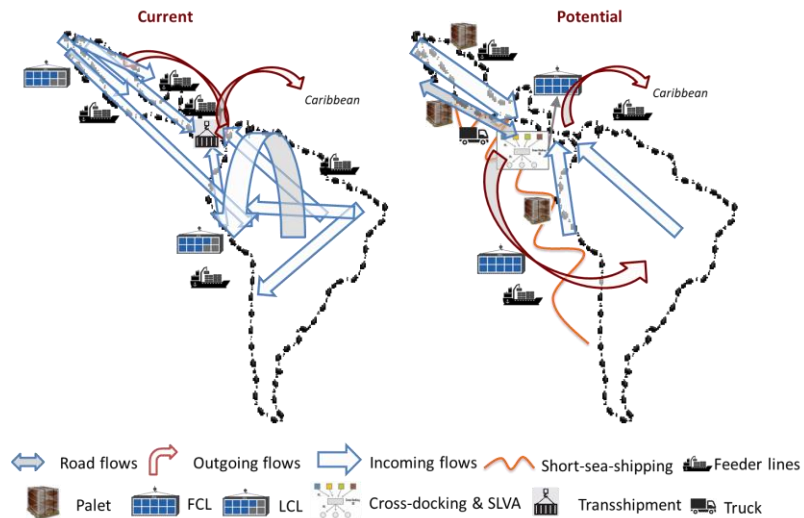 Current
Potential
Caribbean
Caribbean
Road flows
Outgoing flows
Incoming flows
Short-sea-shipping
Feeder lines
Palet
FCL
LCL
Cross-docking & SLVA
Transshipment
Truck